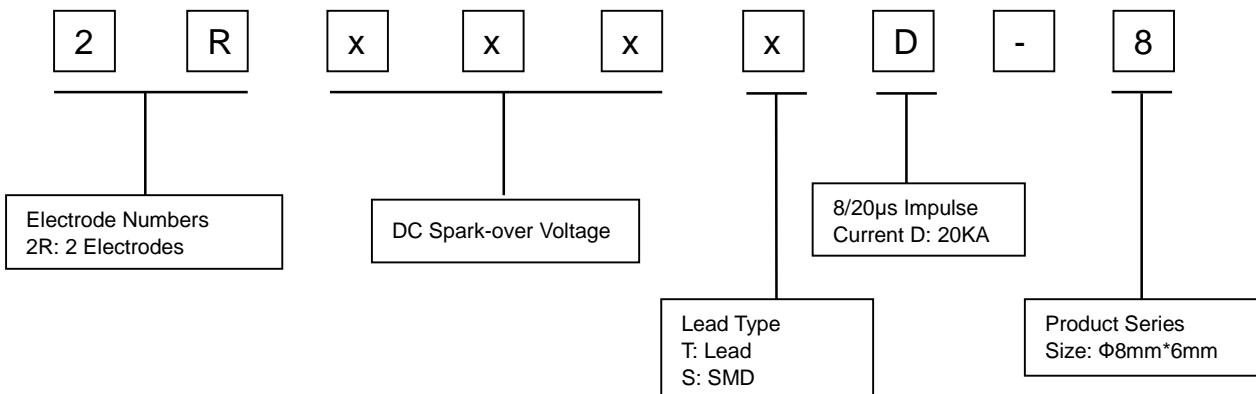 2 R x x x x D - 8
Electrode Numbers
2R: 2 Electrodes
DC Spark-over Voltage
8/20μs Impulse
Current D: 20KA
Lead Type
T: Lead
S: SMD
Product Series
Size: Φ8mm*6mm